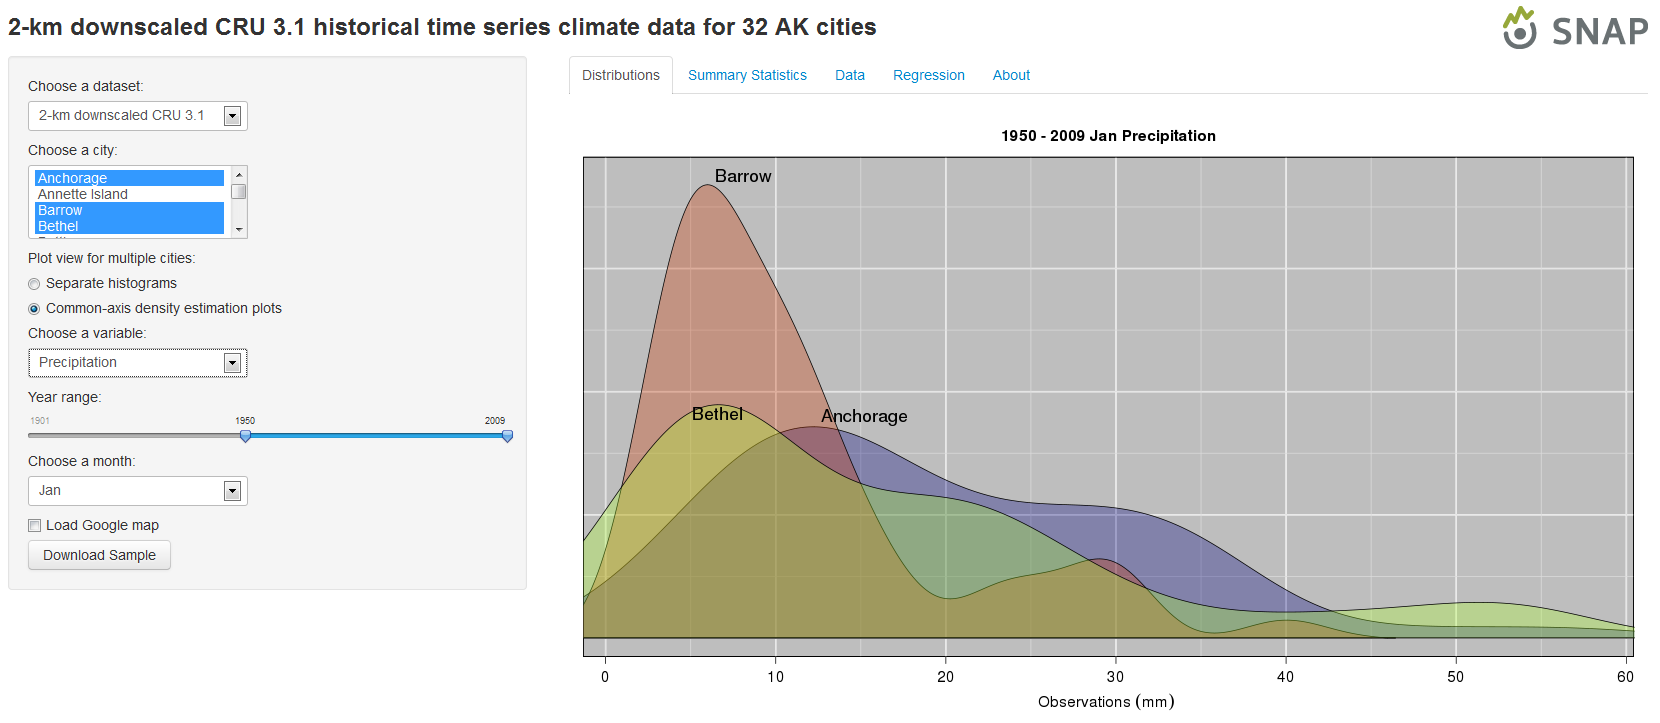 2-km downscaled CRU 3.1 historical time series climate data for 32 AK cities
SNAP
Choose a dataset:
2-km downscaled CRU 3.1
Choose a city:
Anchorage
Annette Island
Barrow
Bethel
Plot view for multiple cities:
Separate histograms
Common-axis density estimation plots
Choose a variable:
Precipitation
Year range:
1901 1950 2009
Choose a month:
Jan
Load Google map
Download Sample
Distributions Summary Statistics Data Regression About
1950 - 2009 Jan Precipitation
Barrow
Bethel
Anchorage
0 10 20 30 40 50 60
Observations (mm)